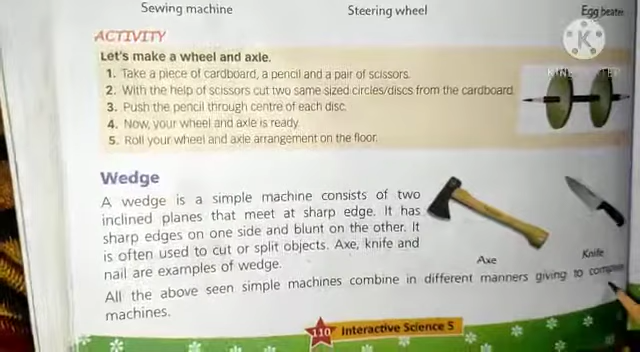 Sewing machine Steering wheel Egg beater
ACTIVITY
Let's make a wheel and axle.
1. Take a piece of cardboard, a pencil and a pair of scissors.
2. With the help of scissors cut two same sized circles/discs from the cardboard.
3. Push the pencil through centre of each disc.
4. Now, your wheel and axle is ready.
5. Roll your wheel and axle arrangement on the floor.
Wedge
A wedge is a simple machine consists of two
inclined planes that meet at sharp edge. It has
sharp edges on one side and blunt on the other. It
is often used to cut or split objects. Axe, knife and
nail are examples of wedge.
Axe Knife
All the above seen simple machines combine in different manners giving to
machines.
110 Interactive Science 5